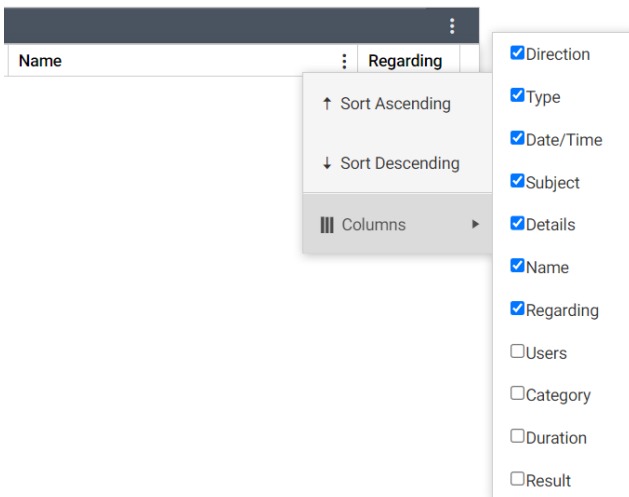 Name
Regarding
Sort Ascending
Sort Descending
Columns
Direction
Type
Date/Time
Subject
Details
Name
Regarding
Users
Category
Duration
Result